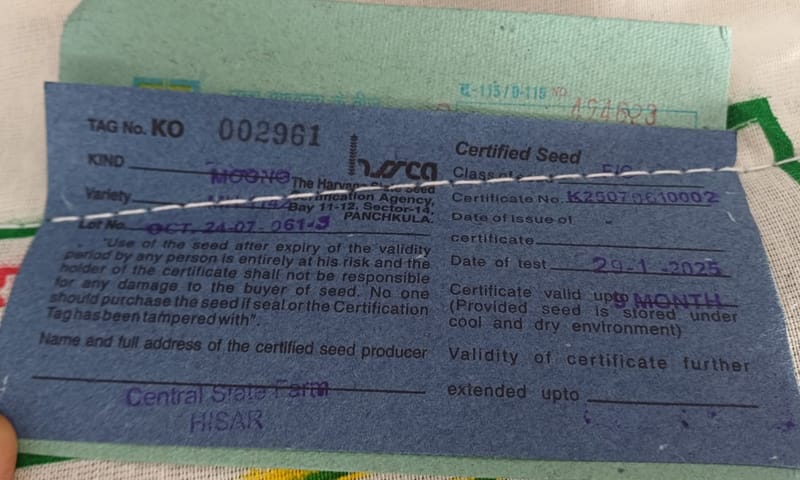 ह-115/D-115 NO
TAG No. KO 002961
KIND MOONG
hssca
The Haryana State Seed
Certification Agency,
Bay 11-12, Sector-14,
PANCHKULA.
Variety
Lot No. OCT. 24-07-061-3
"Use of the seed after expiry of the validity
period by any person is entirely at his risk and the
holder of the certificate shall not be responsible
for any damage to the buyer of seed. No one
should purchase the seed if seal or the Certification
Tag has been tampered with".
Name and full address of the certified seed producer
Central State Farm
HISAR
Certified Seed
Class of
Certificate No.
Date of issue of
certificate
Date of test 29-1-2025
Certificate valid upto 9 MONTH
(Provided seed is stored under
cool and dry environment)
Validity of certificate further
extended upto